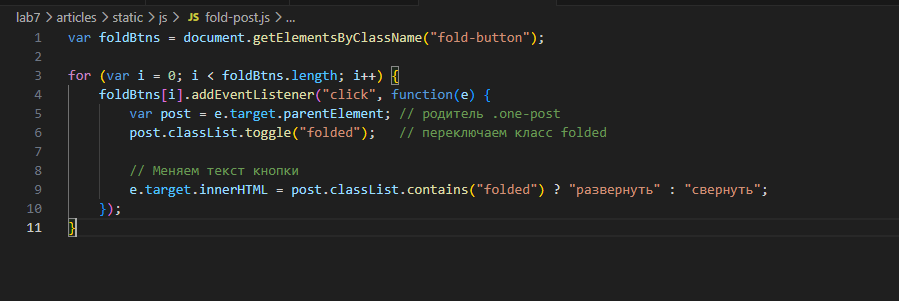 lab7 > articles > static > js > JS fold-post.js > ...
1 var foldBtns = document.getElementsByClassName("fold-button");
2
3 for (var i = 0; i < foldBtns.length; i++) {
4     foldBtns[i].addEventListener("click", function(e) {
5         var post = e.target.parentElement; // родитель .one-post
6         post.classList.toggle("folded");   // переключаем класс folded
7
8         // Меняем текст кнопки
9         e.target.innerHTML = post.classList.contains("folded") ? "развернуть" : "свернуть";
10     });
11 }